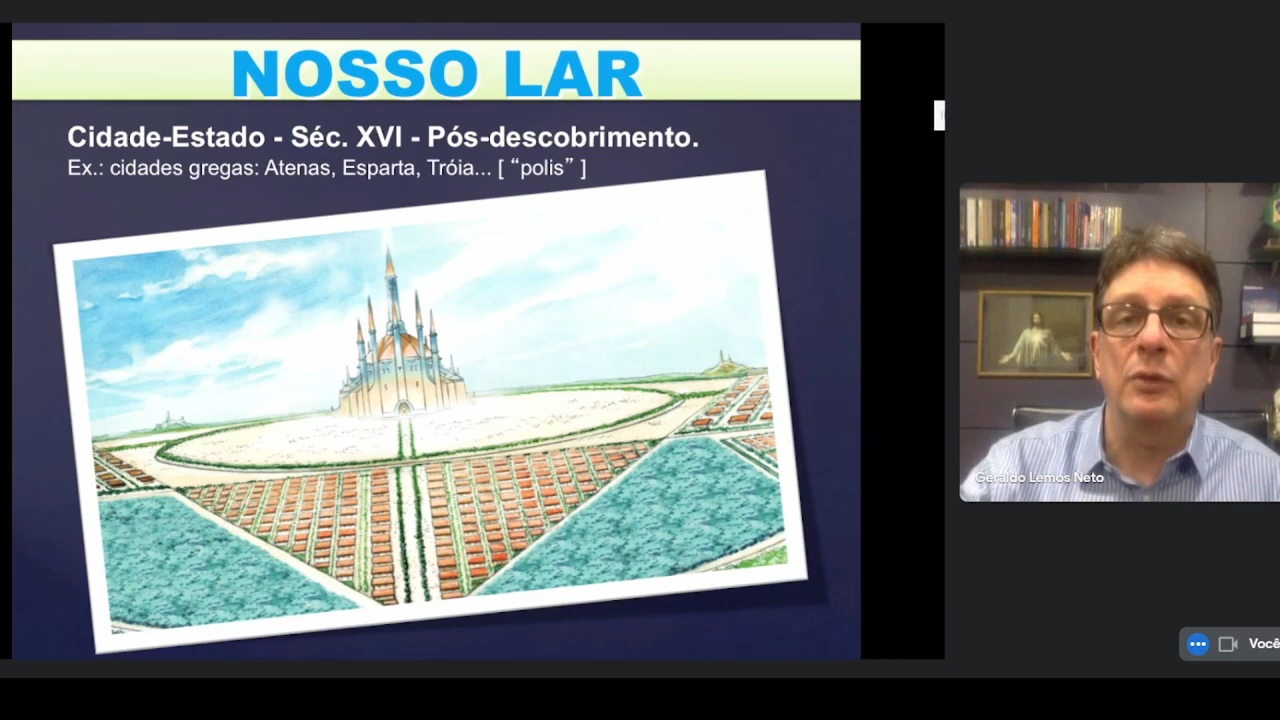 NOSSO LAR
Cidade-Estado - Séc. XVI - Pós-descobrimento.
Ex.: cidades gregas: Atenas, Esparta, Tróia... [ “polis” ]
Geraldo Lemos Neto
Você